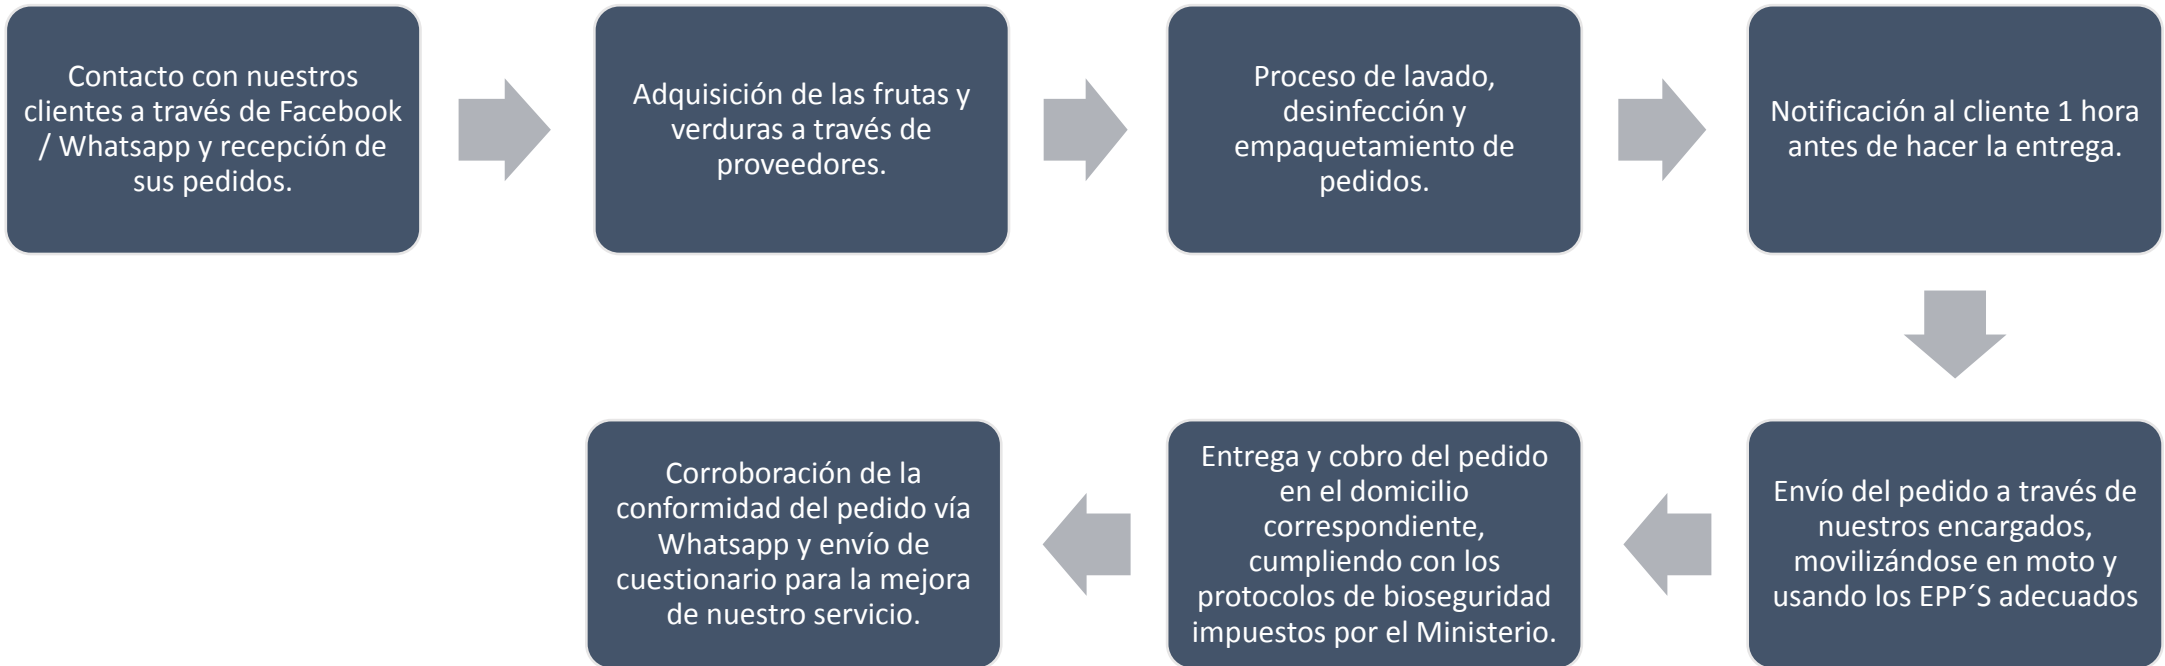 Contacto con nuestros
clientes a través de Facebook
/ Whatsapp y recepción de
sus pedidos.
Adquisición de las frutas y
verduras a través de
proveedores.
Proceso de lavado,
desinfección y
empaquetamiento de
pedidos.
Notificación al cliente 1 hora
antes de hacer la entrega.
Envío del pedido a través de
nuestros encargados,
movilizándose en moto y
usando los EPP´S adecuados
Entrega y cobro del pedido
en el domicilio
correspondiente,
cumpliendo con los
protocolos de bioseguridad
impuestos por el Ministerio.
Corroboración de la
conformidad del pedido vía
Whatsapp y envío de
cuestionario para la mejora
de nuestro servicio.